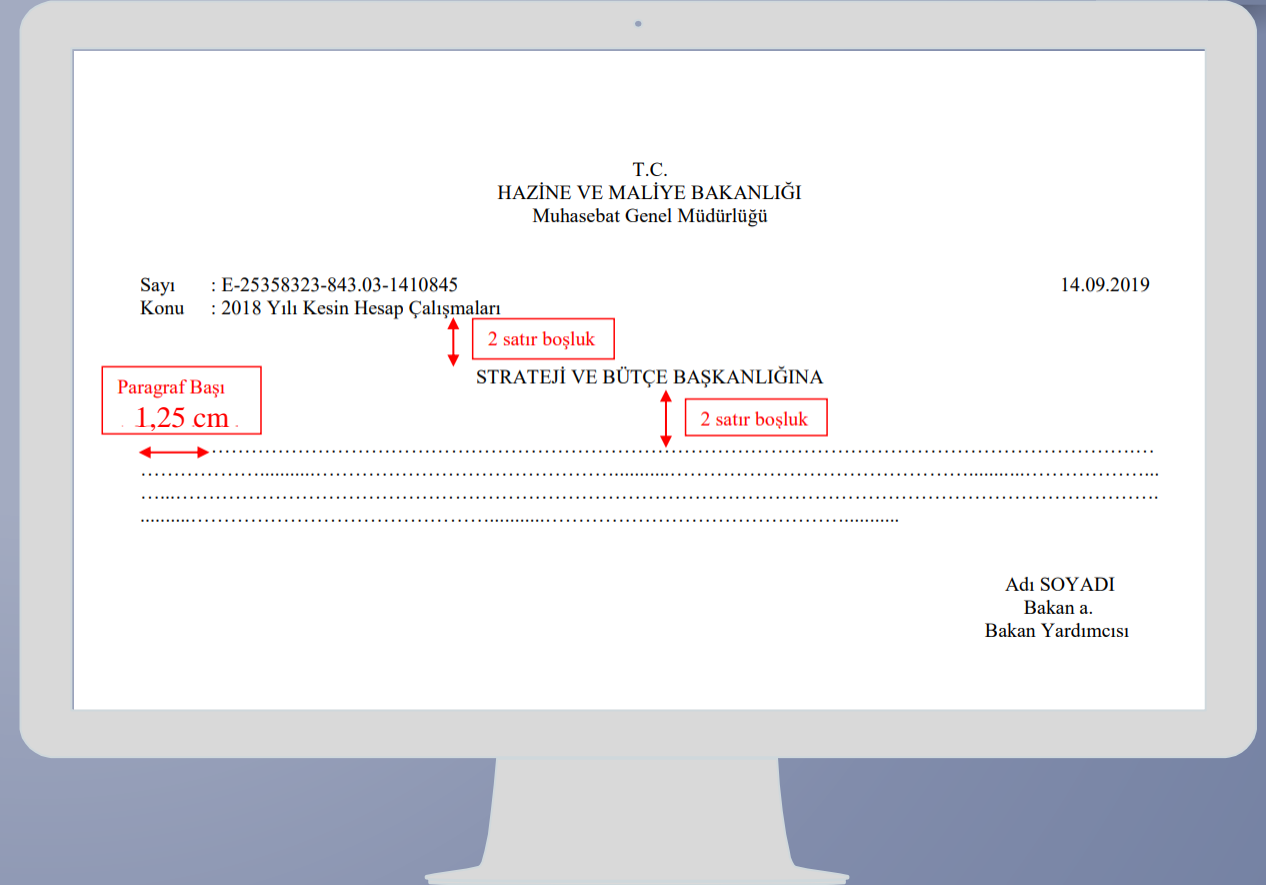 T.C.
HAZİNE VE MALİYE BAKANLIĞI
Muhasebat Genel Müdürlüğü
Sayı : E-25358323-843.03-1410845 14.09.2019
Konu : 2018 Yılı Kesin Hesap Çalışmaları
2 satır boşluk
STRATEJİ VE BÜTÇE BAŞKANLIĞINA
Paragraf Başı
1,25 cm
2 satır boşluk
Adı SOYADI
Bakan a.
Bakan Yardımcısı